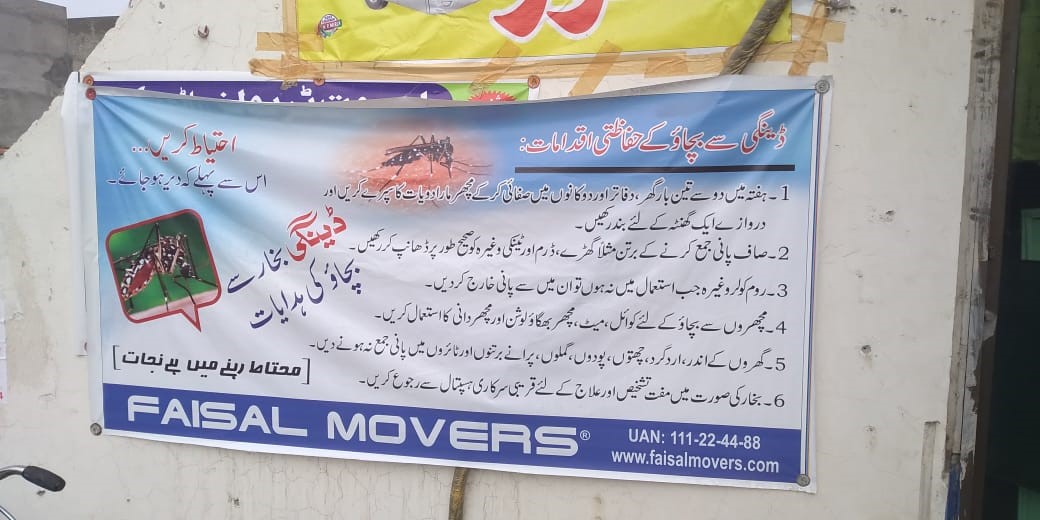 ڈینگی سے بچاؤ کے حفاظتی اقدامات:
1۔ ہفتہ میں دو سے تین بار گھر، دفاتر اور دوکانوں میں صفائی کر کے مچھر مار ادویات کا سپرے کریں اور
دروازے ایک گھنٹہ کے لئے بند رکھیں۔
2۔ صاف پانی جمع کرنے کے برتن مثلاً گھڑے، ڈرم اور ٹینکی وغیرہ کو صحیح طور پر ڈھانپ کر رکھیں۔
3۔ روم کولر وغیرہ جب استعمال میں نہ ہوں تو ان میں سے پانی خارج کر دیں۔
4۔ مچھروں سے بچاؤ کے لئے کوائل، میٹ، مچھر بھگاؤ لوشن اور مچھر دانی کا استعمال کریں۔
5۔ گھروں کے اندر، ارد گرد، چھتوں، پودوں، گملوں، پرانے برتنوں اور ٹائروں میں پانی جمع نہ ہونے دیں۔
6۔ بخار کی صورت میں مفت تشخیص اور علاج کے لئے قریبی سرکاری ہسپتال سے رجوع کریں۔
احتیاط کریں...
اس سے پہلے کہ دیر ہو جائے۔
ڈینگی بخار سے
بچاؤ کی ہدایات
[محتاط رہنے میں ہے نجات]
FAISAL MOVERS®
UAN: 111-22-44-88
www.faisalmovers.com